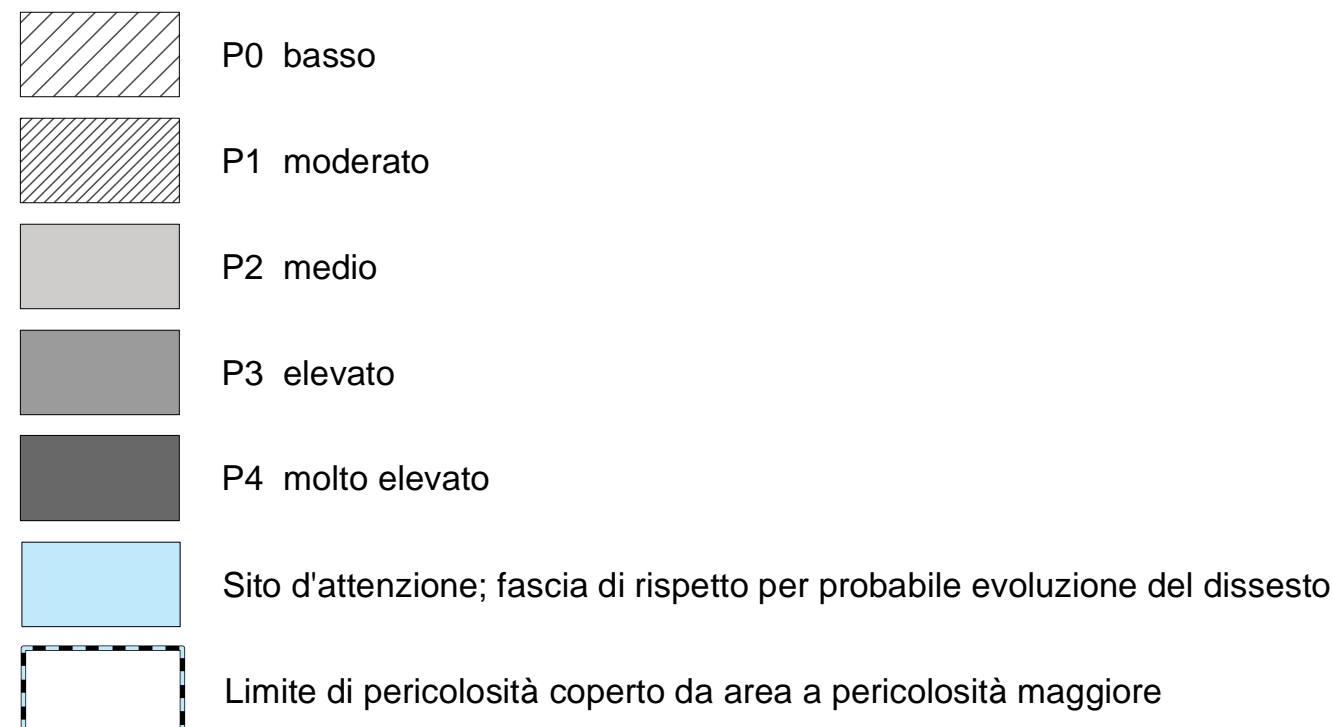 P0 basso
P1 moderato
P2 medio
P3 elevato
P4 molto elevato
Sito d'attenzione; fascia di rispetto per probabile evoluzione del dissesto
Limite di pericolosità coperto da area a pericolosità maggiore